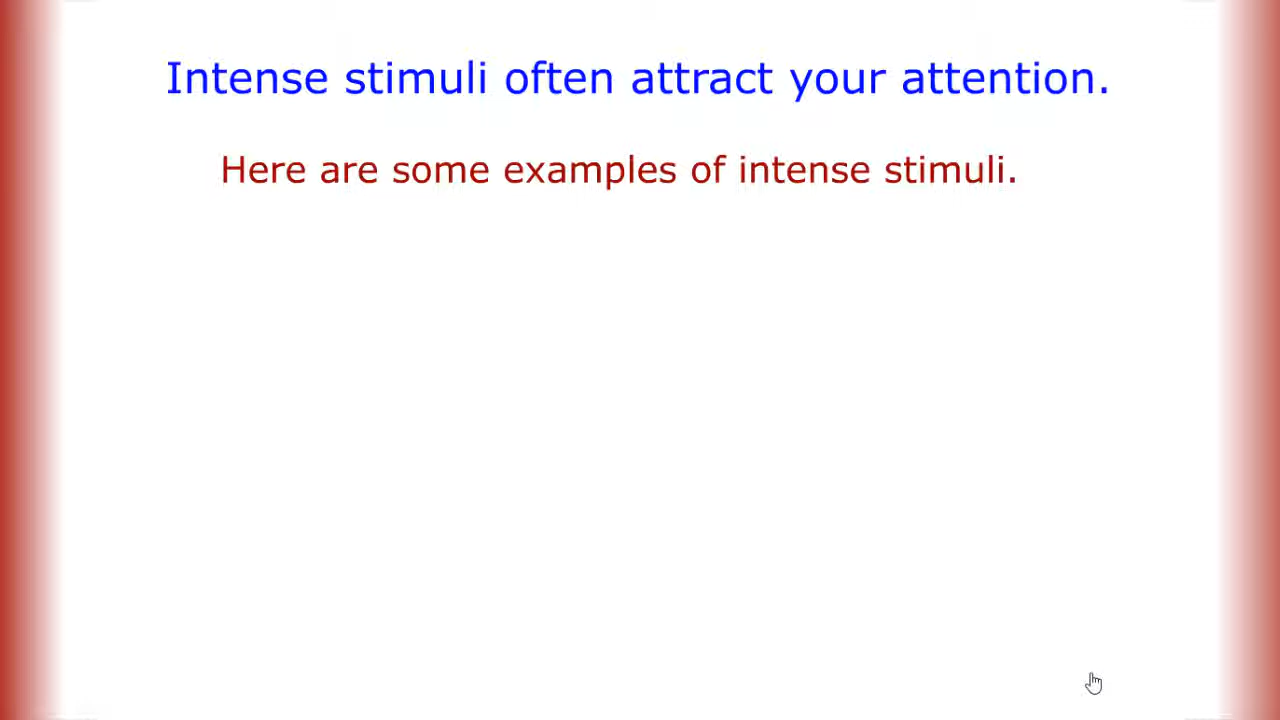 Intense stimuli often attract your attention.
Here are some examples of intense stimuli.